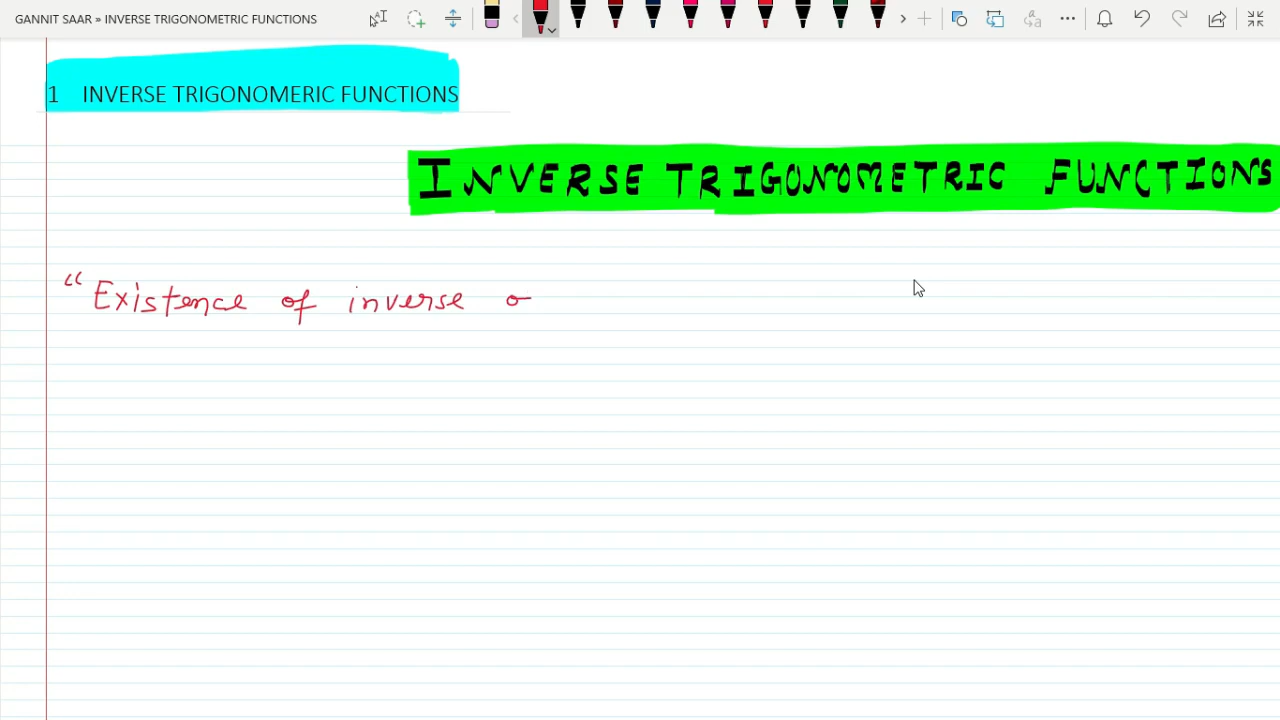 GANNIT SAAR » INVERSE TRIGONOMETRIC FUNCTIONS
1 INVERSE TRIGONOMERIC FUNCTIONS
INVERSE TRIGONOMETRIC FUNCTIONS
“Existence of inverse o